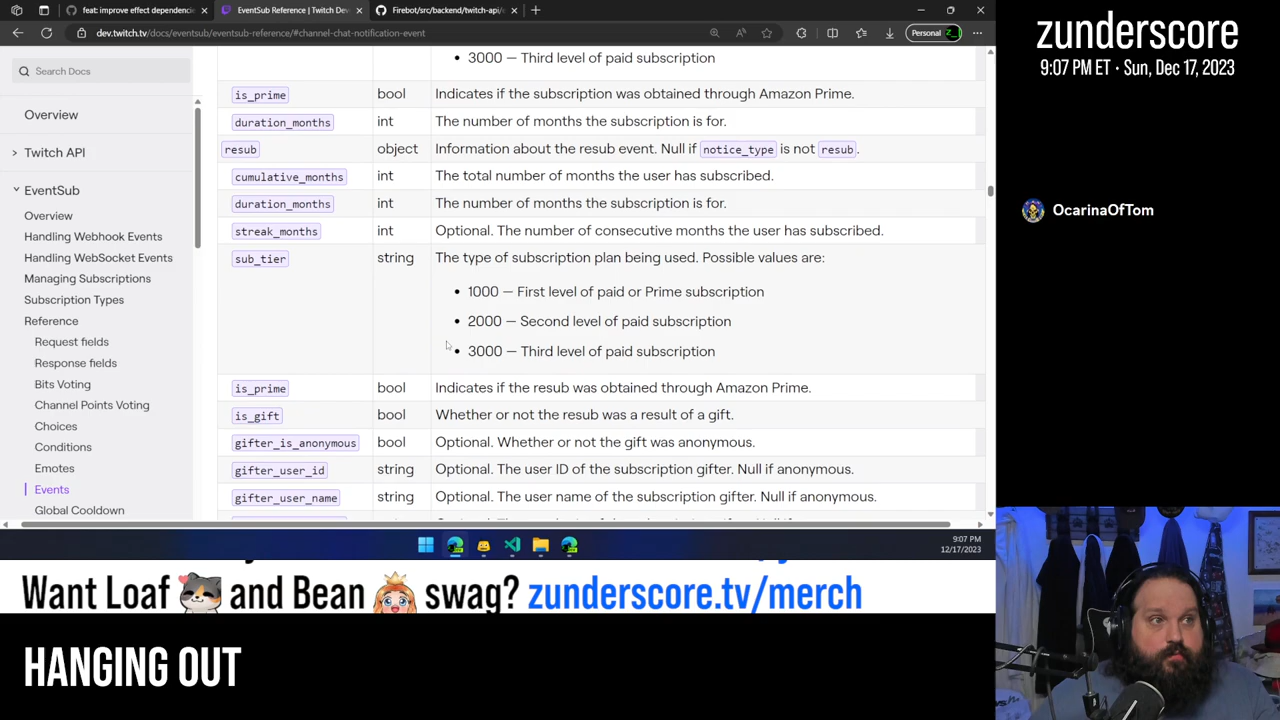 feat: improve effect dependenci
EventSub Reference | Twitch Dev
Firebot/src/backend/twitch-api/
dev.twitch.tv/docs/eventsub/eventsub-reference/#channel-chat-notification-event
Personal
Search Docs
Overview
Twitch API
EventSub
Overview
Handling Webhook Events
Handling WebSocket Events
Managing Subscriptions
Subscription Types
Reference
Request fields
Response fields
Bits Voting
Channel Points Voting
Choices
Conditions
Emotes
Events
Global Cooldown
• 3000 — Third level of paid subscription
is_prime bool Indicates if the subscription was obtained through Amazon Prime.
duration_months int The number of months the subscription is for.
resub object Information about the resub event. Null if notice_type is not resub.
cumulative_months int The total number of months the user has subscribed.
duration_months int The number of months the subscription is for.
streak_months int Optional. The number of consecutive months the user has subscribed.
sub_tier string The type of subscription plan being used. Possible values are:
• 1000 — First level of paid or Prime subscription
• 2000 — Second level of paid subscription
• 3000 — Third level of paid subscription
is_prime bool Indicates if the resub was obtained through Amazon Prime.
is_gift bool Whether or not the resub was a result of a gift.
gifter_is_anonymous bool Optional. Whether or not the gift was anonymous.
gifter_user_id string Optional. The user ID of the subscription gifter. Null if anonymous.
gifter_user_name string Optional. The user name of the subscription gifter. Null if anonymous.
9:07 PM
12/17/2023
Want Loaf and Bean swag? zunderscore.tv/merch
HANGING OUT
zunderscore
9:07 PM ET • Sun, Dec 17, 2023
OcarinaOfTom